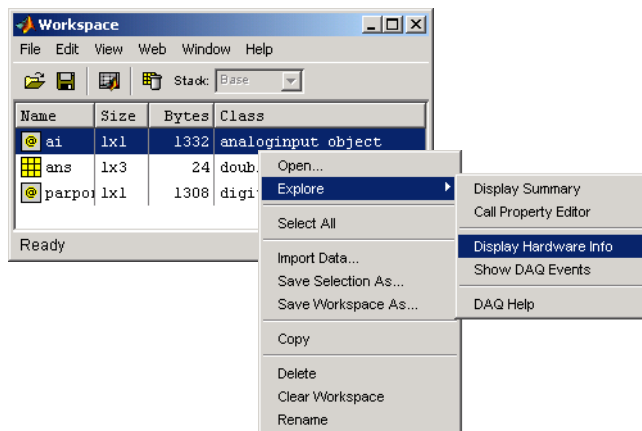 Workspace
File Edit View Web Window Help
Stack: Base
Name Size Bytes Class
ai 1x1 1332 analoginput object
ans 1x3 24 doub
parpor 1x1 1308 digi
Ready
Open...
Explore
Select All
Import Data...
Save Selection As...
Save Workspace As...
Copy
Delete
Clear Workspace
Rename
Display Summary
Call Property Editor
Display Hardware Info
Show DAQ Events
DAQ Help